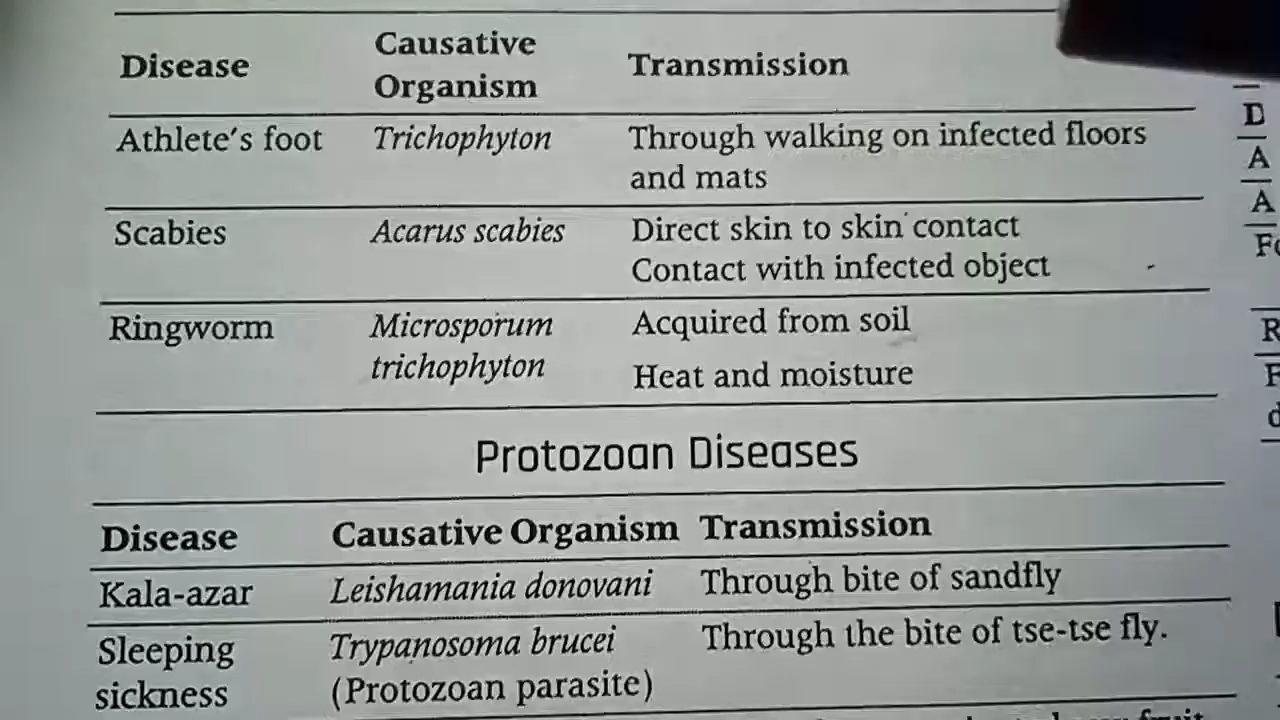 Disease Causative Organism Transmission
Athlete's foot Trichophyton Through walking on infected floors
and mats
Scabies Acarus scabies Direct skin to skin contact
Contact with infected object
Ringworm Microsporum Acquired from soil
trichophyton Heat and moisture
Protozoan Diseases
Disease Causative Organism Transmission
Kala-azar Leishamania donovani Through bite of sandfly
Sleeping Trypanosoma brucei Through the bite of tse-tse fly.
sickness (Protozoan parasite)